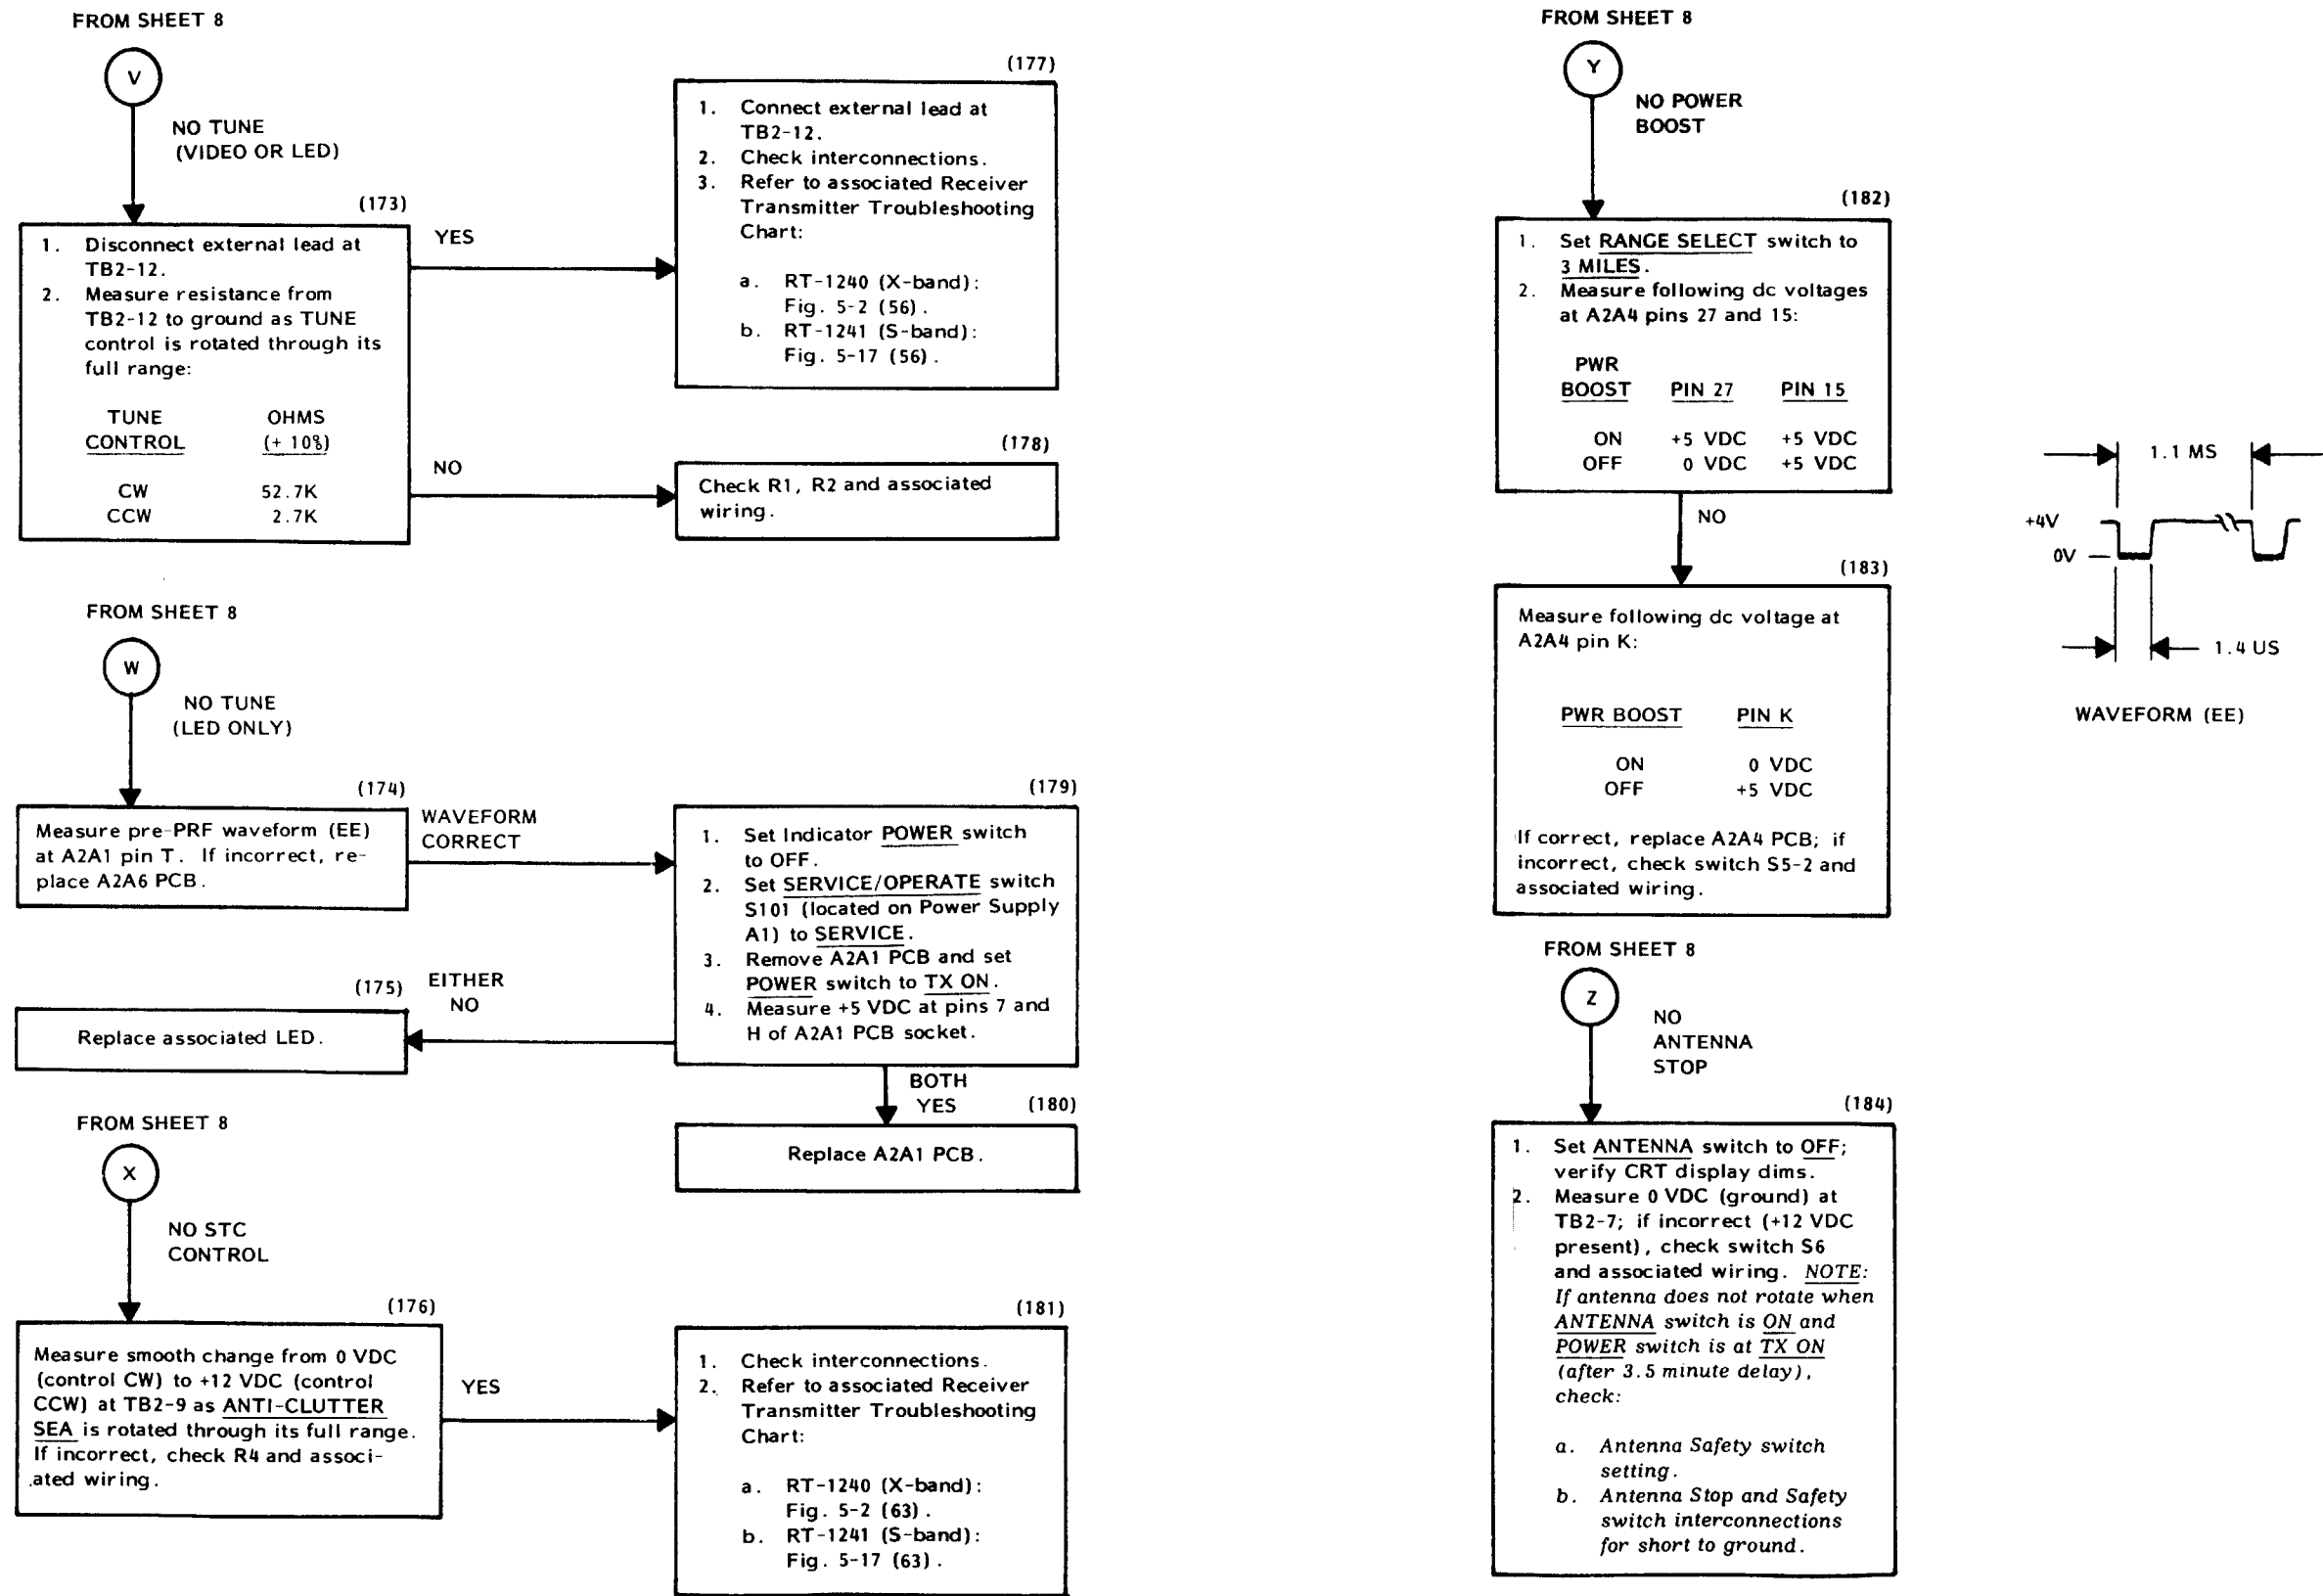 FROM SHEET 8
V
NO TUNE
(VIDEO OR LED)
(173)
1. Disconnect external lead at
TB2-12.
2. Measure resistance from
TB2-12 to ground as TUNE
control is rotated through its
full range:
TUNE OHMS
CONTROL (+ 10%)
CW 52.7K
CCW 2.7K
YES
(177)
1. Connect external lead at
TB2-12.
2. Check interconnections.
3. Refer to associated Receiver
Transmitter Troubleshooting
Chart:
a. RT-1240 (X-band):
Fig. 5-2 (56).
b. RT-1241 (S-band):
Fig. 5-17 (56).
NO
(178)
Check R1, R2 and associated
wiring.
FROM SHEET 8
W
NO TUNE
(LED ONLY)
(174)
Measure pre-PRF waveform (EE)
at A2A1 pin T. If incorrect, re-
place A2A6 PCB.
WAVEFORM
CORRECT
(179)
1. Set Indicator POWER switch
to OFF.
2. Set SERVICE/OPERATE switch
S101 (located on Power Supply
A1) to SERVICE.
3. Remove A2A1 PCB and set
POWER switch to TX ON.
4. Measure +5 VDC at pins 7 and
H of A2A1 PCB socket.
EITHER
NO
(175)
Replace associated LED.
BOTH
YES
(180)
Replace A2A1 PCB.
FROM SHEET 8
X
NO STC
CONTROL
(176)
Measure smooth change from 0 VDC
(control CW) to +12 VDC (control
CCW) at TB2-9 as ANTI-CLUTTER
SEA is rotated through its full range.
If incorrect, check R4 and associ-
ated wiring.
YES
(181)
1. Check interconnections.
2. Refer to associated Receiver
Transmitter Troubleshooting
Chart:
a. RT-1240 (X-band):
Fig. 5-2 (63).
b. RT-1241 (S-band):
Fig. 5-17 (63).
FROM SHEET 8
Y
NO POWER
BOOST
(182)
1. Set RANGE SELECT switch to
3 MILES.
2. Measure following dc voltages
at A2A4 pins 27 and 15:
PWR
BOOST PIN 27 PIN 15
ON +5 VDC +5 VDC
OFF 0 VDC +5 VDC
NO
(183)
Measure following dc voltage at
A2A4 pin K:
PWR BOOST PIN K
ON 0 VDC
OFF +5 VDC
If correct, replace A2A4 PCB; if
incorrect, check switch S5-2 and
associated wiring.
1.1 MS
+4V
0V
1.4 US
WAVEFORM (EE)
FROM SHEET 8
Z
NO
ANTENNA
STOP
(184)
1. Set ANTENNA switch to OFF;
verify CRT display dims.
2. Measure 0 VDC (ground) at
TB2-7; if incorrect (+12 VDC
present), check switch S6
and associated wiring. NOTE:
If antenna does not rotate when
ANTENNA switch is ON and
POWER switch is at TX ON
(after 3.5 minute delay),
check:
a. Antenna Safety switch
setting.
b. Antenna Stop and Safety
switch interconnections
for short to ground.